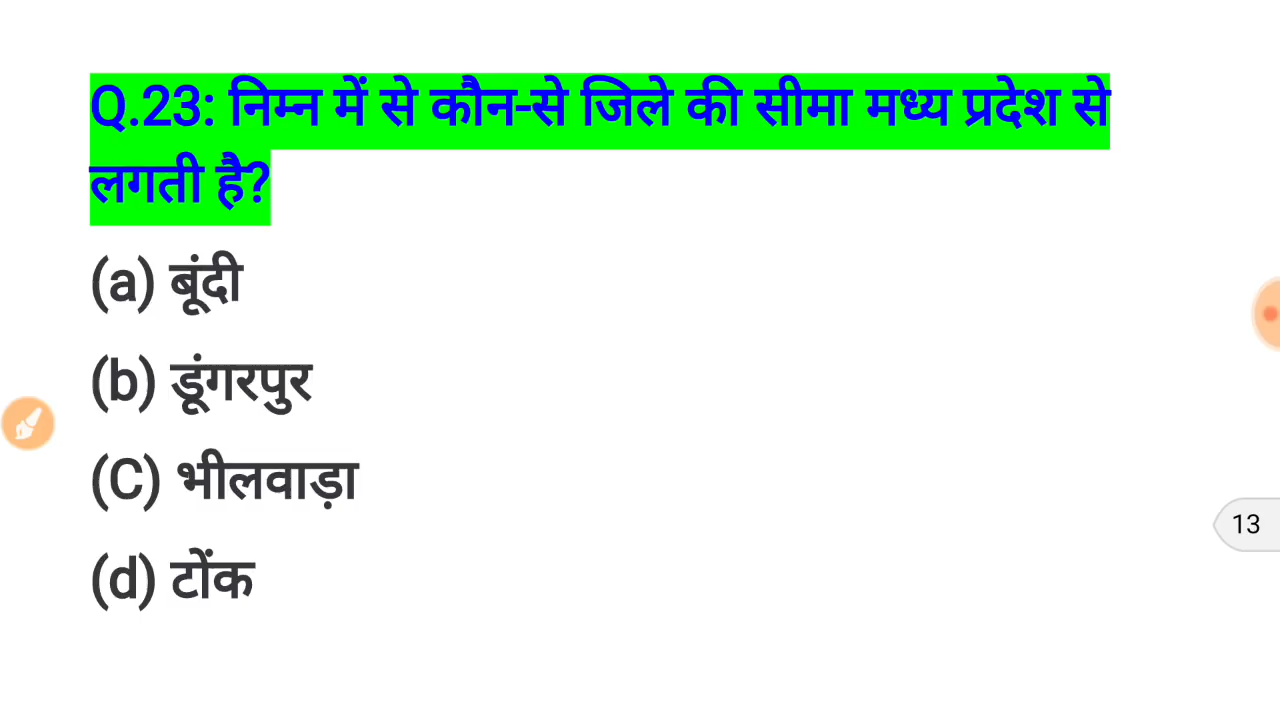 Q.23: निम्न में से कौन-से जिले की सीमा मध्य प्रदेश से
लगती है?
(a) बूंदी
(b) डूंगरपुर
(C) भीलवाड़ा
(d) टोंक
13